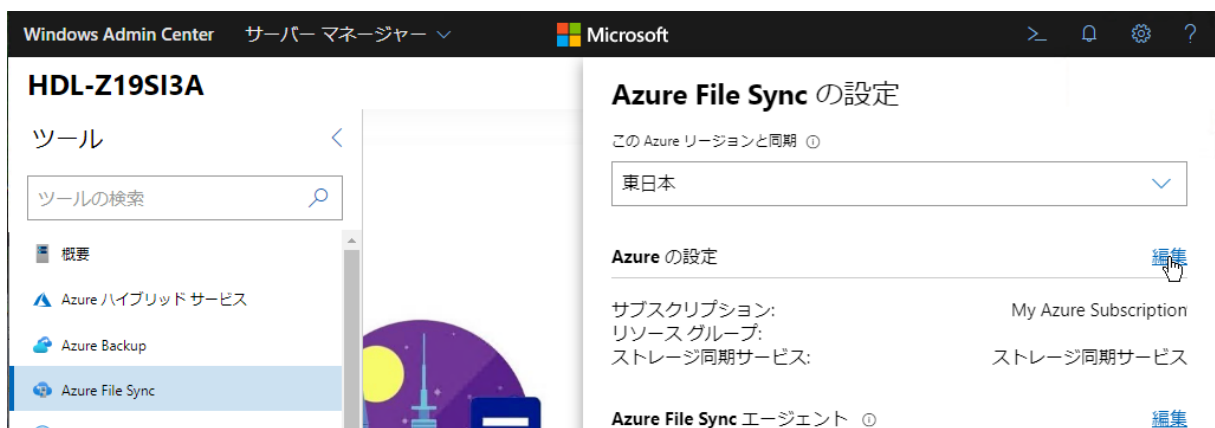 Windows Admin Center サーバー マネージャー Microsoft
HDL-Z19SI3A
ツール
ツールの検索
概要
Azure ハイブリッド サービス
Azure Backup
Azure File Sync
Azure File Sync の設定
この Azure リージョンと同期
東日本
Azure の設定 編集
サブスクリプション: My Azure Subscription
リソース グループ:
ストレージ同期サービス: ストレージ同期サービス
Azure File Sync エージェント 編集